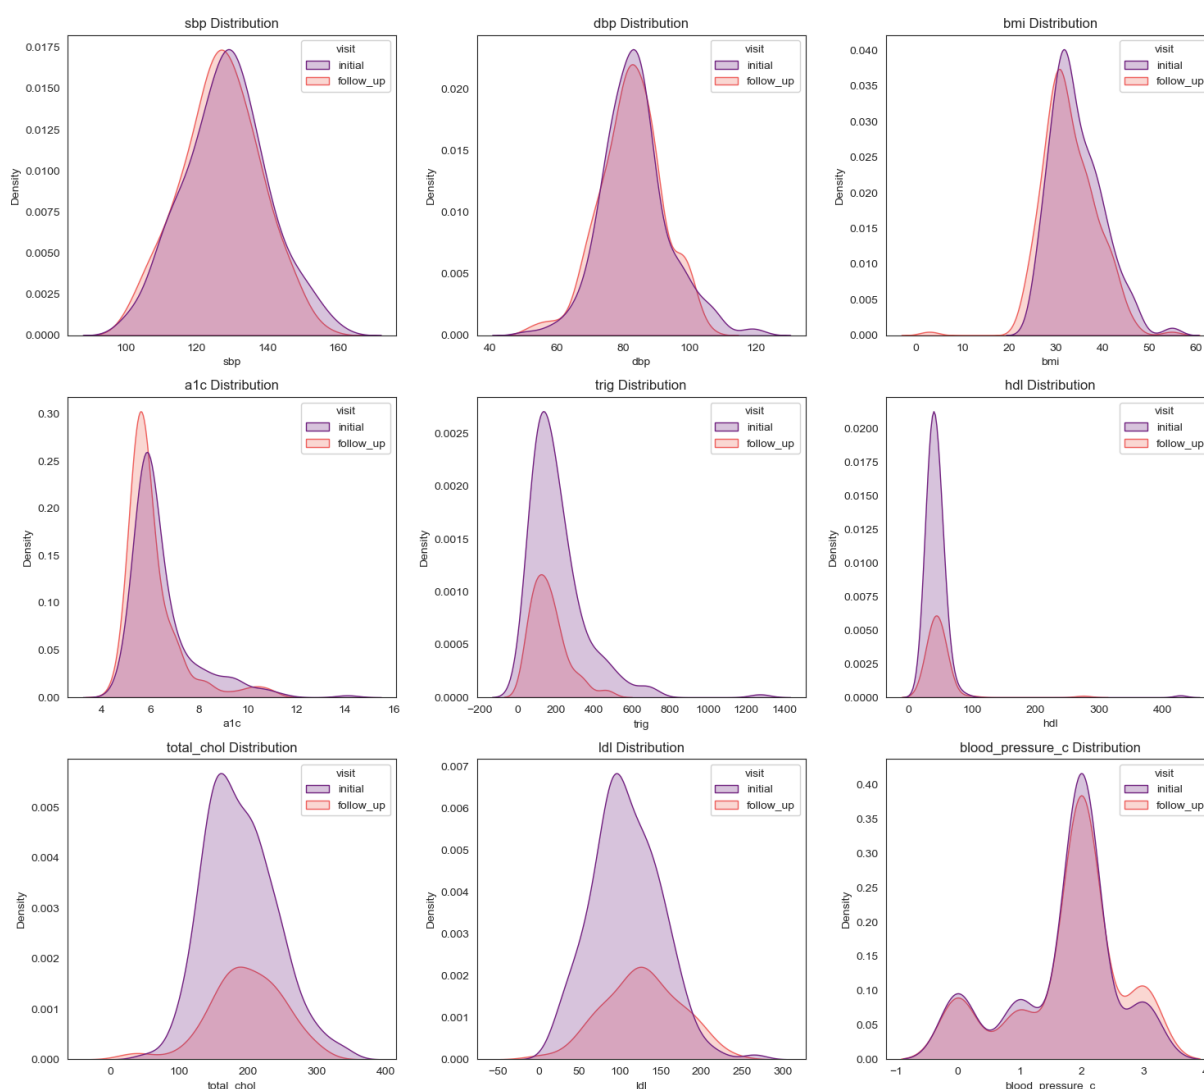 sbp Distribution
Density
0.0175
0.0150
0.0125
0.0100
0.0075
0.0050
0.0025
0.0000
100 120 140 160
sbp
visit
initial
follow_up
dbp Distribution
Density
0.020
0.015
0.010
0.005
0.000
40 60 80 100 120
dbp
visit
initial
follow_up
bmi Distribution
Density
0.040
0.035
0.030
0.025
0.020
0.015
0.010
0.005
0.000
0 10 20 30 40 50 60
bmi
visit
initial
follow_up
a1c Distribution
Density
0.30
0.25
0.20
0.15
0.10
0.05
0.00
4 6 8 10 12 14 16
a1c
visit
initial
follow_up
trig Distribution
Density
0.0025
0.0020
0.0015
0.0010
0.0005
0.0000
−200 0 200 400 600 800 1000 1200 1400
trig
visit
initial
follow_up
hdl Distribution
Density
0.0200
0.0175
0.0150
0.0125
0.0100
0.0075
0.0050
0.0025
0.0000
0 100 200 300 400
hdl
visit
initial
follow_up
total_chol Distribution
Density
0.005
0.004
0.003
0.002
0.001
0.000
0 100 200 300 400
total_chol
visit
initial
follow_up
ldl Distribution
Density
0.007
0.006
0.005
0.004
0.003
0.002
0.001
0.000
−50 0 50 100 150 200 250 300
ldl
visit
initial
follow_up
blood_pressure_c Distribution
Density
0.40
0.35
0.30
0.25
0.20
0.15
0.10
0.05
0.00
−1 0 1 2 3
blood_pressure_c
visit
initial
follow_up